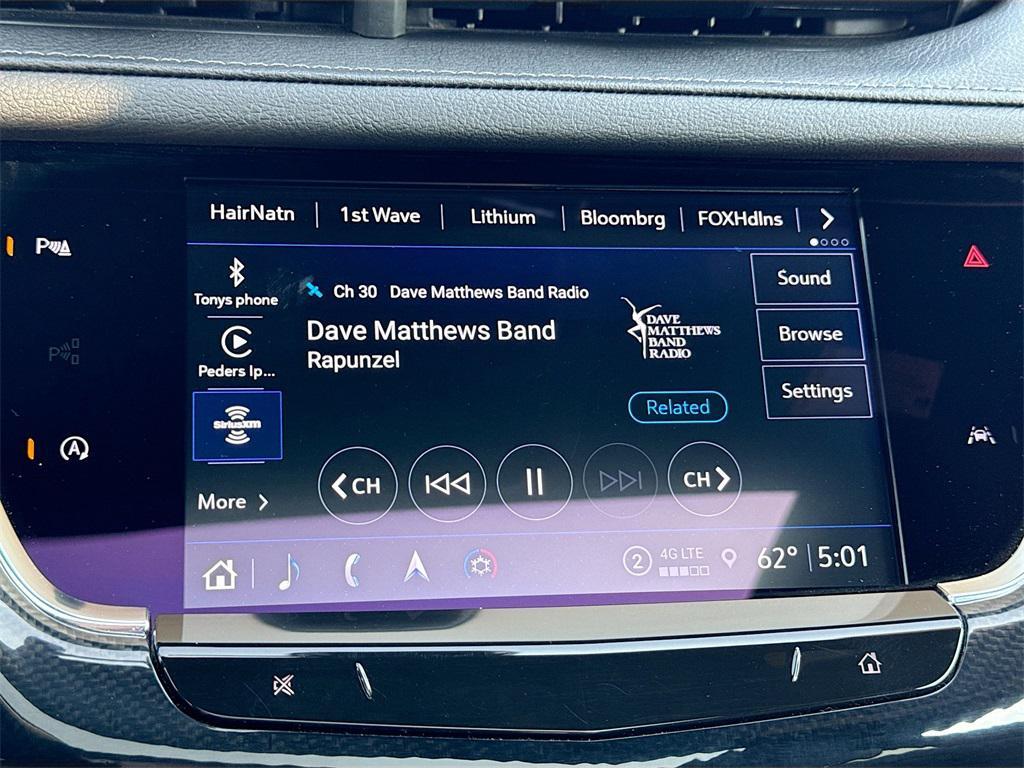 HairNatn
1st Wave
Lithium
Bloombrg
FOXHdlns
P
Tonys phone
Ch 30 Dave Matthews Band Radio
Sound
Dave Matthews Band
Rapunzel
DAVE
MATTHEWS
BAND
RADIO
Browse
P
Peders Ip...
Settings
Related
SiriusXM
A
CH
CH
More
2
4G LTE
62° 5:01